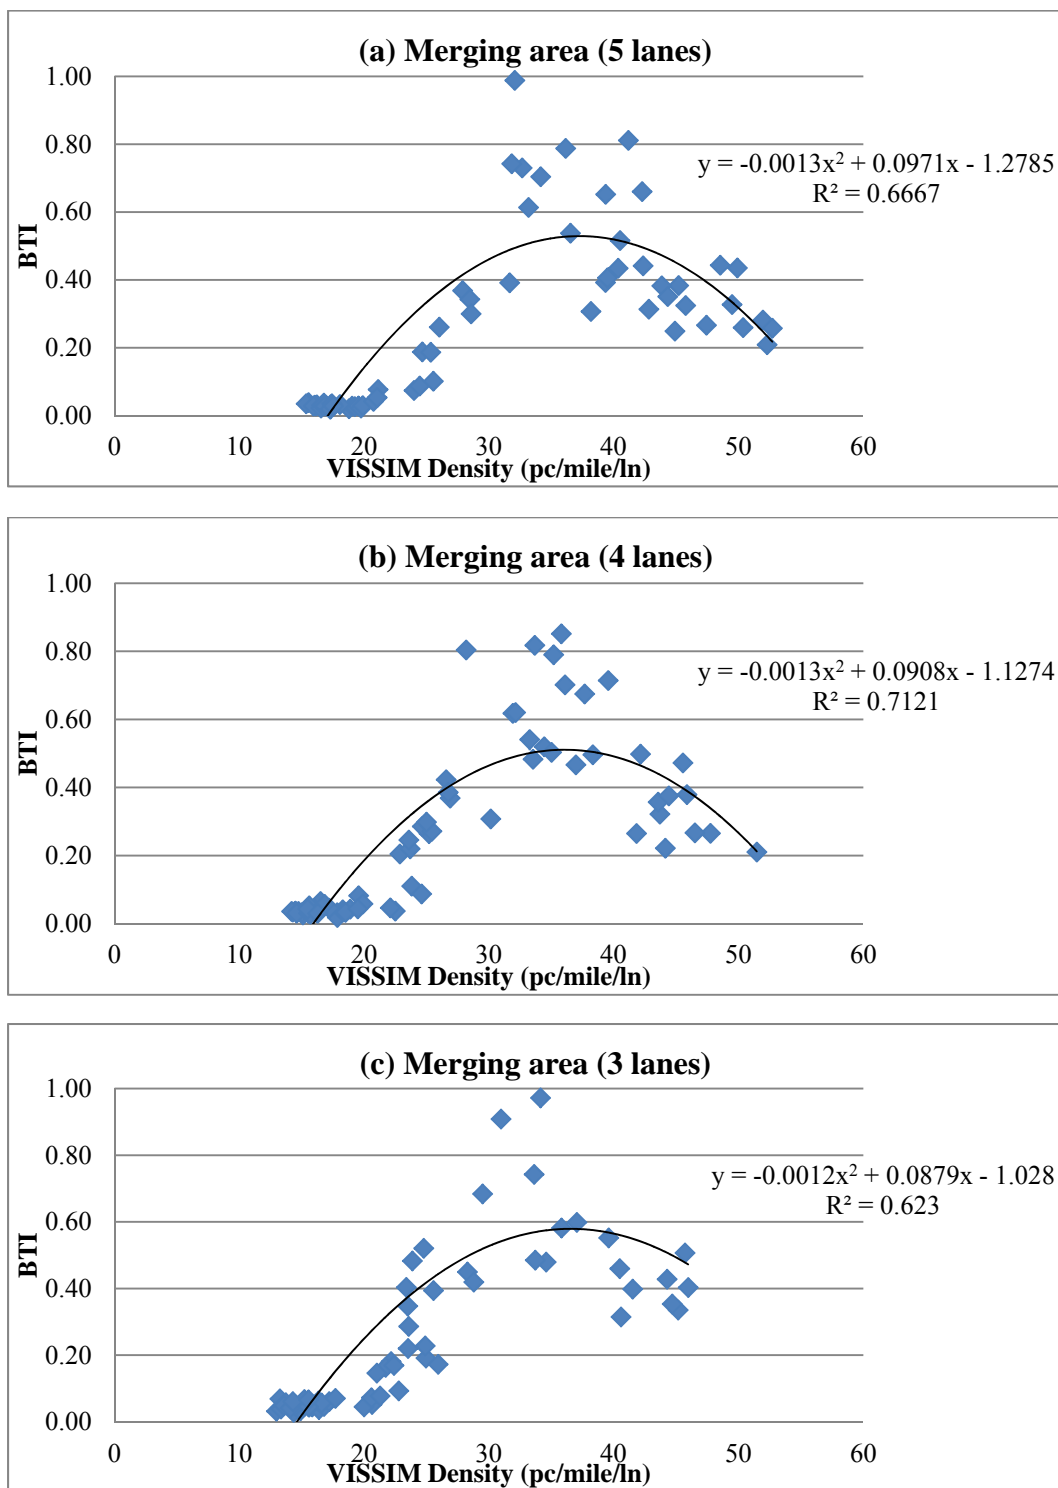 (a) Merging area (5 lanes)
1.00
0.80
y = -0.0013x² + 0.0971x - 1.2785
R² = 0.6667
0.60
BTI
0.40
0.20
0.00
0 10 20 30 40 50 60
VISSIM Density (pc/mile/ln)
(b) Merging area (4 lanes)
1.00
0.80
y = -0.0013x² + 0.0908x - 1.1274
R² = 0.7121
0.60
BTI
0.40
0.20
0.00
0 10 20 30 40 50 60
VISSIM Density (pc/mile/ln)
(c) Merging area (3 lanes)
1.00
0.80
y = -0.0012x² + 0.0879x - 1.028
R² = 0.623
0.60
BTI
0.40
0.20
0.00
0 10 20 30 40 50 60
VISSIM Density (pc/mile/ln)